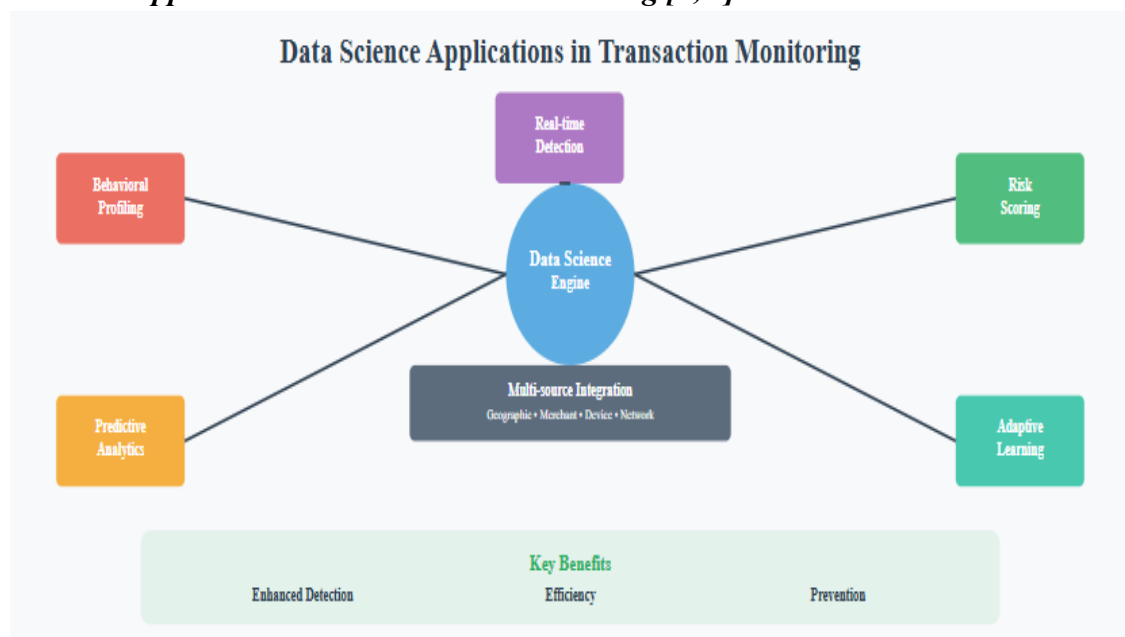 Data Science Applications in Transaction Monitoring
Real-time
Detection
Behavioral
Profiling
Risk
Scoring
Data Science
Engine
Multi-source Integration
Geographic • Merchant • Device • Network
Predictive
Analytics
Adaptive
Learning
Key Benefits
Enhanced Detection
Efficiency
Prevention